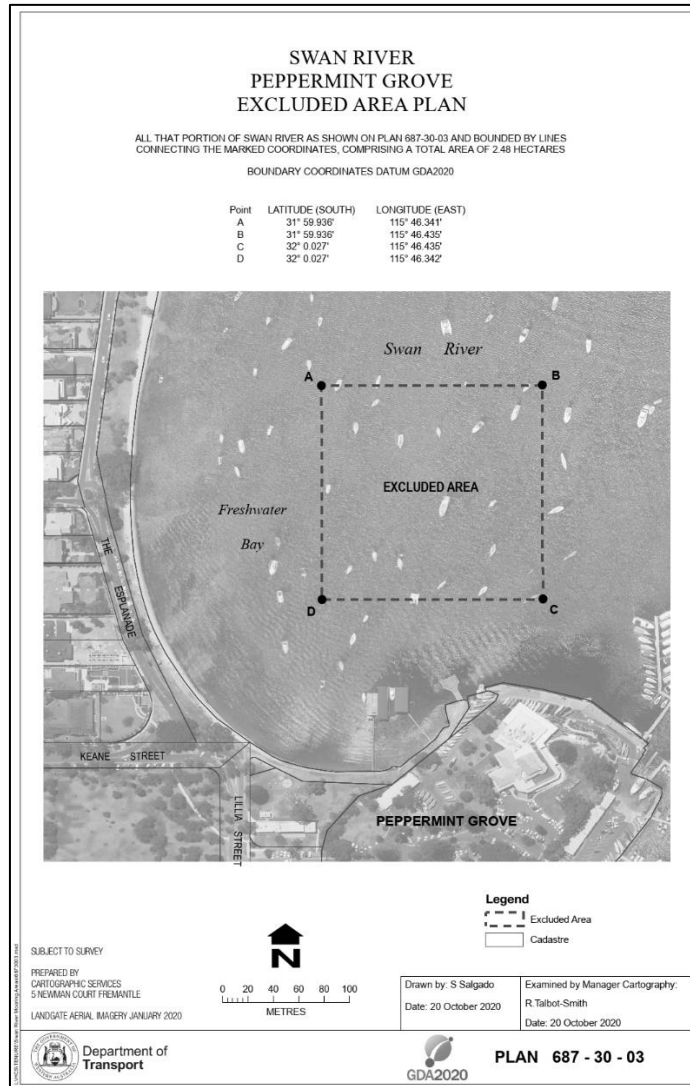 SWAN RIVER
PEPPERMINT GROVE
EXCLUDED AREA PLAN
ALL THAT PORTION OF SWAN RIVER AS SHOWN ON PLAN 687-30-03 AND BOUNDED BY LINES
CONNECTING THE MARKED COORDINATES, COMPRISING A TOTAL AREA OF 2.48 HECTARES
BOUNDARY COORDINATES DATUM GDA2020
Point LATITUDE (SOUTH) LONGITUDE (EAST)
A 31° 59.936' 115° 46.341'
B 31° 59.936' 115° 46.435'
C 32° 0.027' 115° 46.435'
D 32° 0.027' 115° 46.342'
Swan River
A
B
EXCLUDED AREA
Freshwater
Bay
THE
ESPLANADE
D
C
KEANE STREET
LILLIA STREET
PEPPERMINT GROVE
Legend
Excluded Area
Cadastre
SUBJECT TO SURVEY
PREPARED BY
CARTOGRAPHIC SERVICES
5 NEWMAN COURT FREMANTLE
LANDGATE AERIAL IMAGERY JANUARY 2020
N
0 20 40 60 80 100
METRES
Drawn by: S Salgado
Date: 20 October 2020
Examined by Manager Cartography:
R.Talbot-Smith
Date: 20 October 2020
Department of
Transport
GDA2020
PLAN 687 - 30 - 03